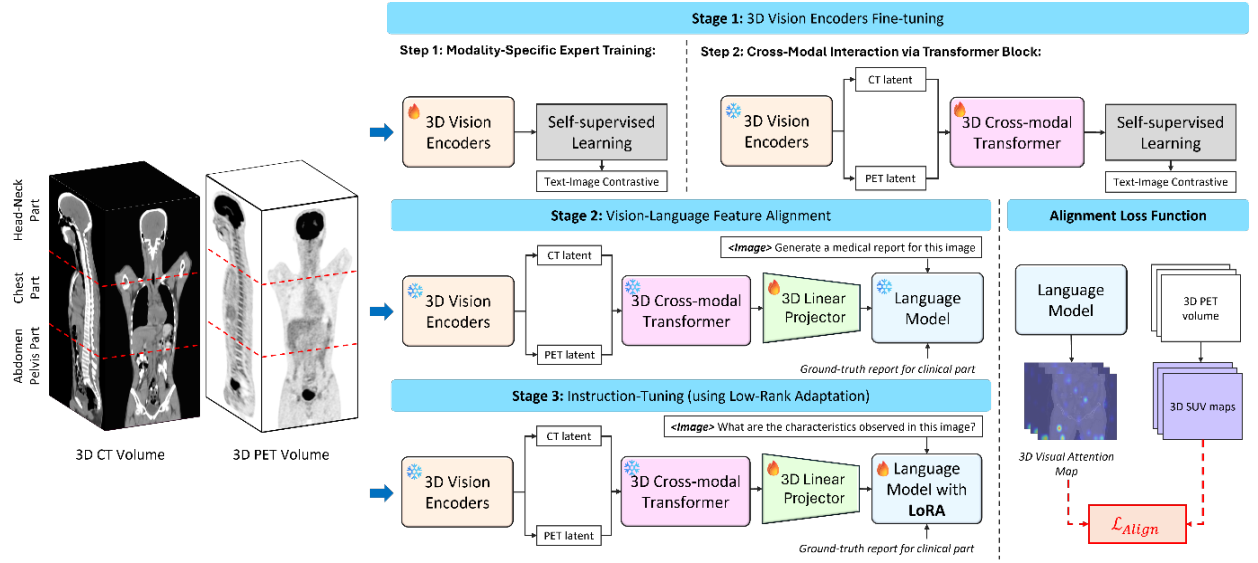 Stage 1: 3D Vision Encoders Fine-tuning
Step 1: Modality-Specific Expert Training:
Step 2: Cross-Modal Interaction via Transformer Block:
3D Vision
Encoders
Self-supervised
Learning
Text-Image Contrastive
3D Vision
Encoders
CT latent
PET latent
3D Cross-modal
Transformer
Self-supervised
Learning
Text-Image Contrastive
Head-Neck
Part
Chest
Part
Abdomen
Pelvis Part
3D CT Volume
3D PET Volume
Stage 2: Vision-Language Feature Alignment
<Image> Generate a medical report for this image
3D Vision
Encoders
CT latent
PET latent
3D Cross-modal
Transformer
3D Linear
Projector
Language
Model
Ground-truth report for clinical part
Stage 3: Instruction-Tuning (using Low-Rank Adaptation)
<Image> What are the characteristics observed in this image?
3D Vision
Encoders
CT latent
PET latent
3D Cross-modal
Transformer
3D Linear
Projector
Language
Model with
LoRA
Ground-truth report for clinical part
Alignment Loss Function
Language
Model
3D PET
volume
3D Visual Attention
Map
3D SUV maps
ℒAlign